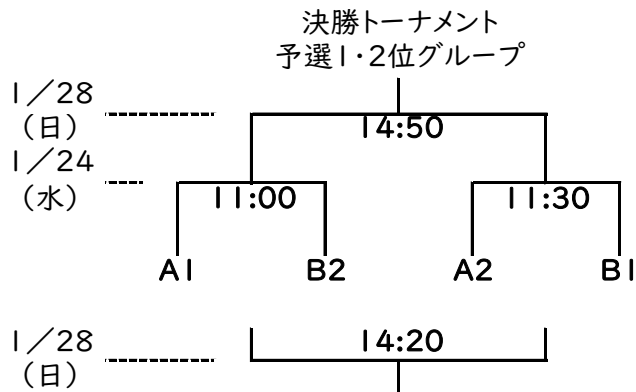 決勝トーナメント
予選1・2位グループ
1／28
（日）
14:50
1／24
（水）
11:00
11:30
A1
B2
A2
B1
1／28
（日）
14:20